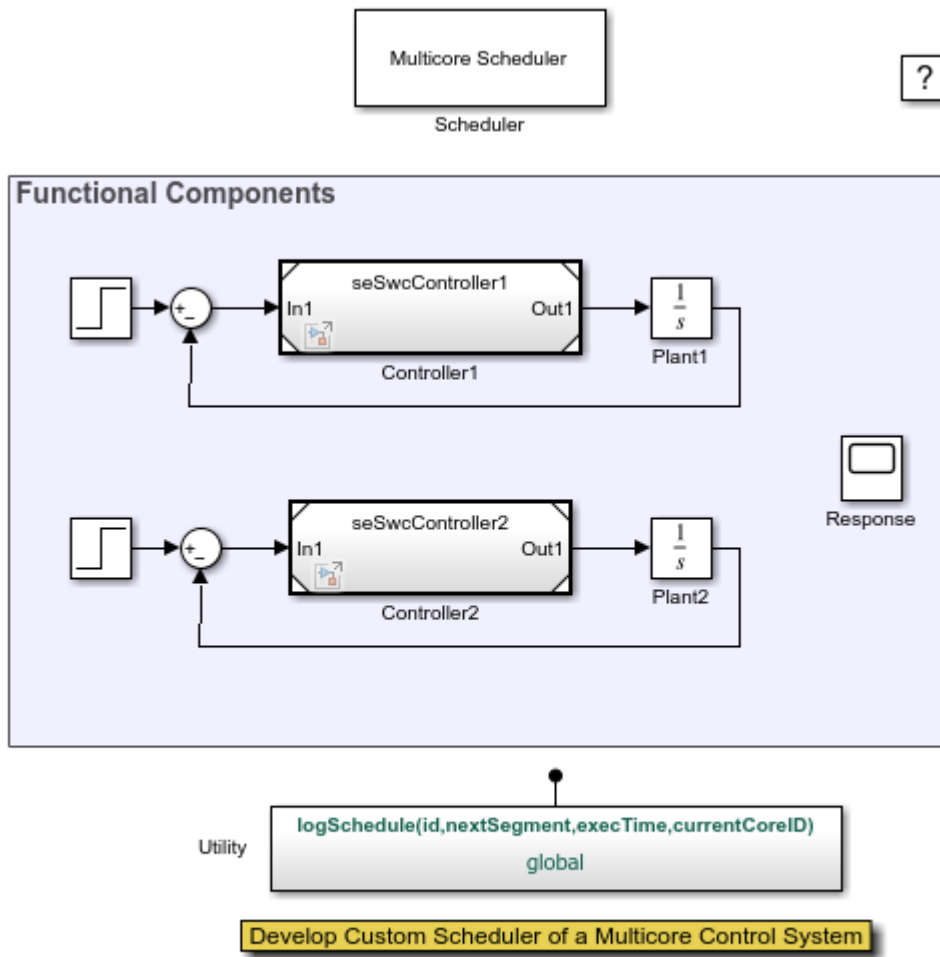 Multicore Scheduler
?
Scheduler
Functional Components
seSwcController1
+
-
In1
Out1
1
s
Controller1
Plant1
Response
seSwcController2
+
-
In1
Out1
1
s
Controller2
Plant2
logSchedule(id,nextSegment,execTime,currentCoreID)
Utility
global
Develop Custom Scheduler of a Multicore Control System